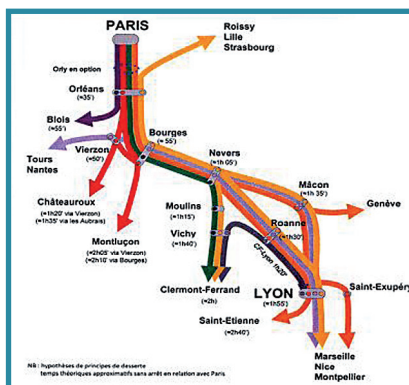 PARIS
Roissy
Lille
Strasbourg
Orly en option
Orléans
(≈35')
Blois
(≈55')
Bourges
(≈ 55')
Vierzon
(≈50')
Tours
Nantes
Nevers
(≈1h 05')
Châteauroux
(≈1h20' via Vierzon)
(≈1h35' via les Aubrais)
Mâcon
(≈1h 35')
Genève
Moulins
(≈1h15')
Roanne
(≈1h30')
Montluçon
(≈2h05' via Vierzon)
(≈2h10' via Bourges)
Vichy
(≈1h40')
CF-Lyon 1h20'
Clermont-Ferrand
(≈2h)
LYON
(≈1h55')
Saint-Exupéry
Saint-Etienne
(≈2h40')
Marseille
Nice
Montpellier
NB : hypothèses de principes de desserte
temps théoriques approximatifs sans arrêt en relation avec Paris